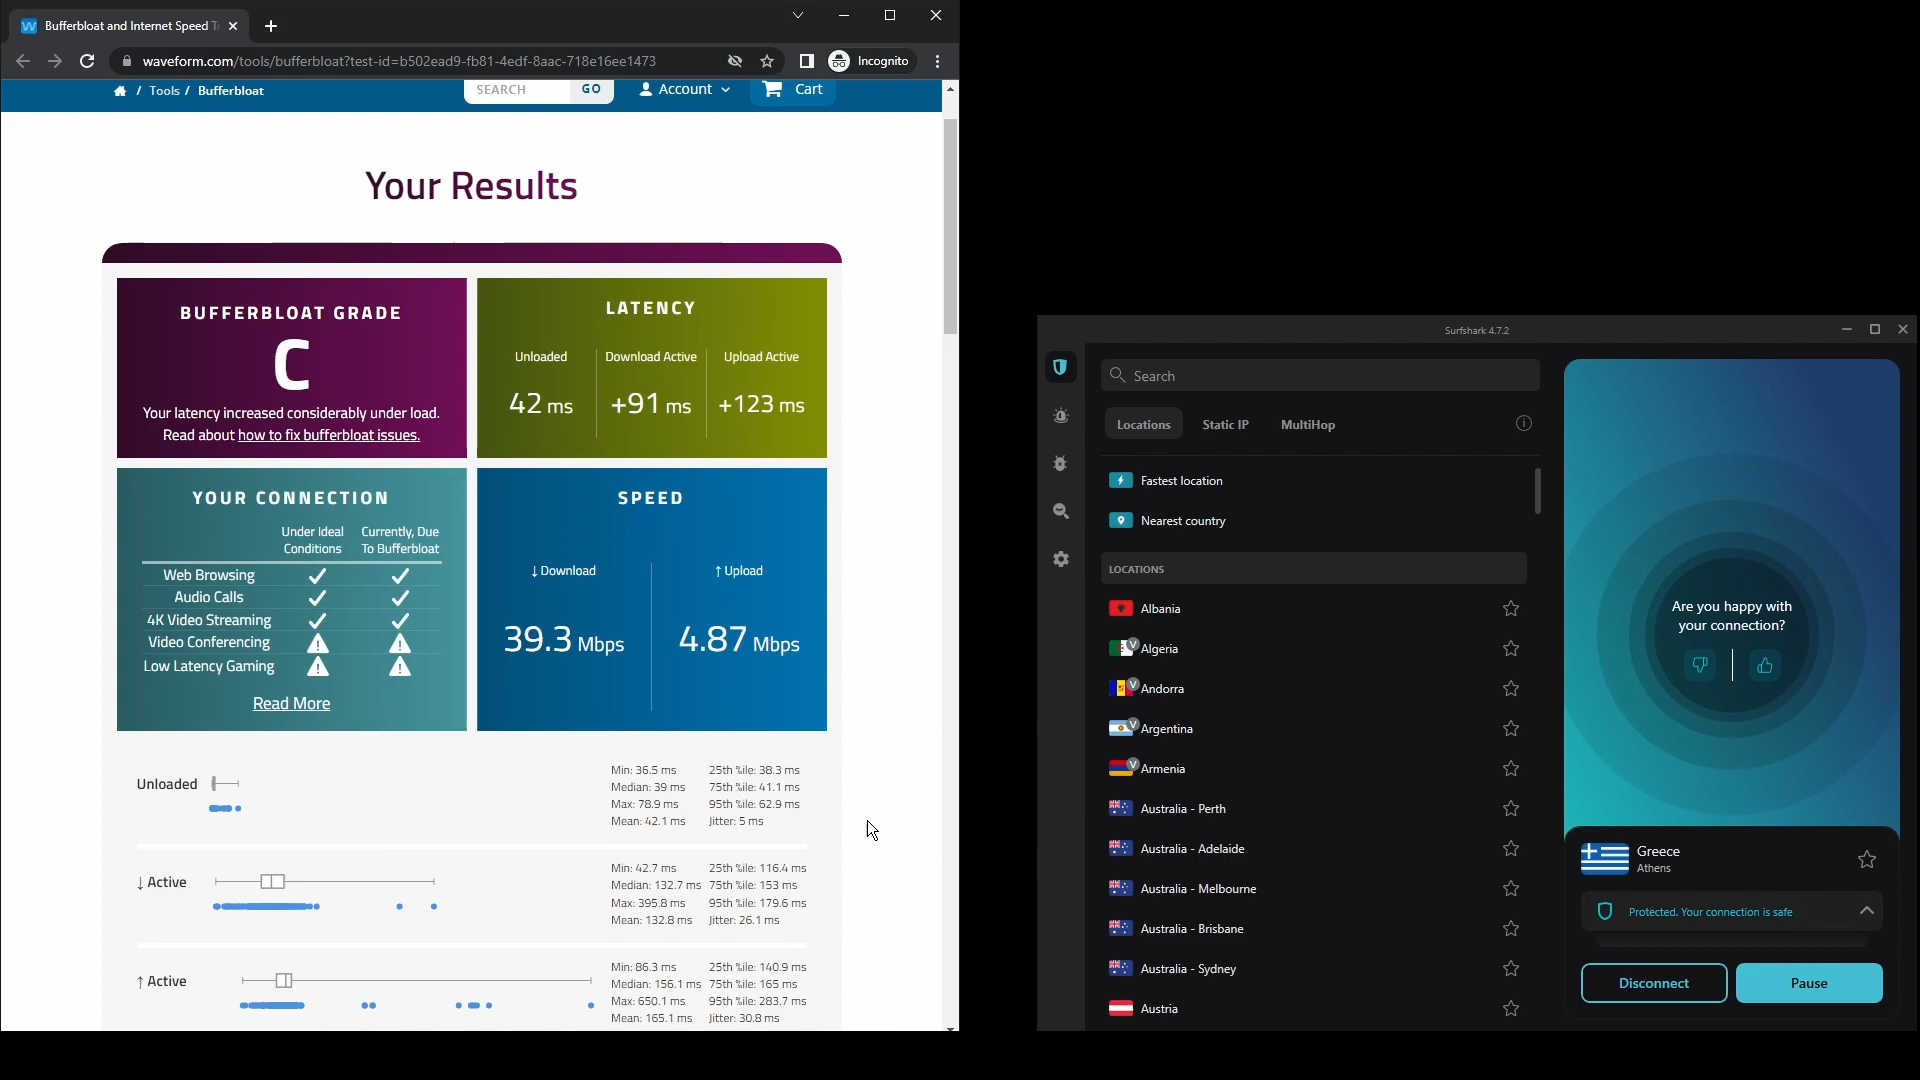 Bufferbloat and Internet Speed T
waveform.com/tools/bufferbloat?test-id=b502ead9-fb81-4edf-8aac-718e16ee1473
Incognito
/ Tools / Bufferbloat
SEARCH
GO
Account
Cart
Your Results
BUFFERBLOAT GRADE
C
Your latency increased considerably under load.
Read about how to fix bufferbloat issues.
LATENCY
Unloaded Download Active Upload Active
42 ms +91 ms +123 ms
YOUR CONNECTION
Under Ideal Currently, Due
Conditions To Bufferbloat
Web Browsing
Audio Calls
4K Video Streaming
Video Conferencing
Low Latency Gaming
Read More
SPEED
↓ Download ↑ Upload
39.3 Mbps 4.87 Mbps
Unloaded
Min: 36.5 ms 25th %ile: 38.3 ms
Median: 39 ms 75th %ile: 41.1 ms
Max: 78.9 ms 95th %ile: 62.9 ms
Mean: 42.1 ms Jitter: 5 ms
↓ Active
Min: 42.7 ms 25th %ile: 116.4 ms
Median: 132.7 ms 75th %ile: 153 ms
Max: 395.8 ms 95th %ile: 179.6 ms
Mean: 132.8 ms Jitter: 26.1 ms
↑ Active
Min: 86.3 ms 25th %ile: 140.9 ms
Median: 156.1 ms 75th %ile: 165 ms
Max: 650.1 ms 95th %ile: 283.7 ms
Mean: 165.1 ms Jitter: 30.8 ms
Surfshark 4.7.2
Search
Locations Static IP MultiHop
Fastest location
Nearest country
LOCATIONS
Albania
V Algeria
V Andorra
V Argentina
V Armenia
Australia - Perth
Australia - Adelaide
Australia - Melbourne
Australia - Brisbane
Australia - Sydney
Austria
Are you happy with
your connection?
Greece
Athens
Protected. Your connection is safe
Disconnect Pause